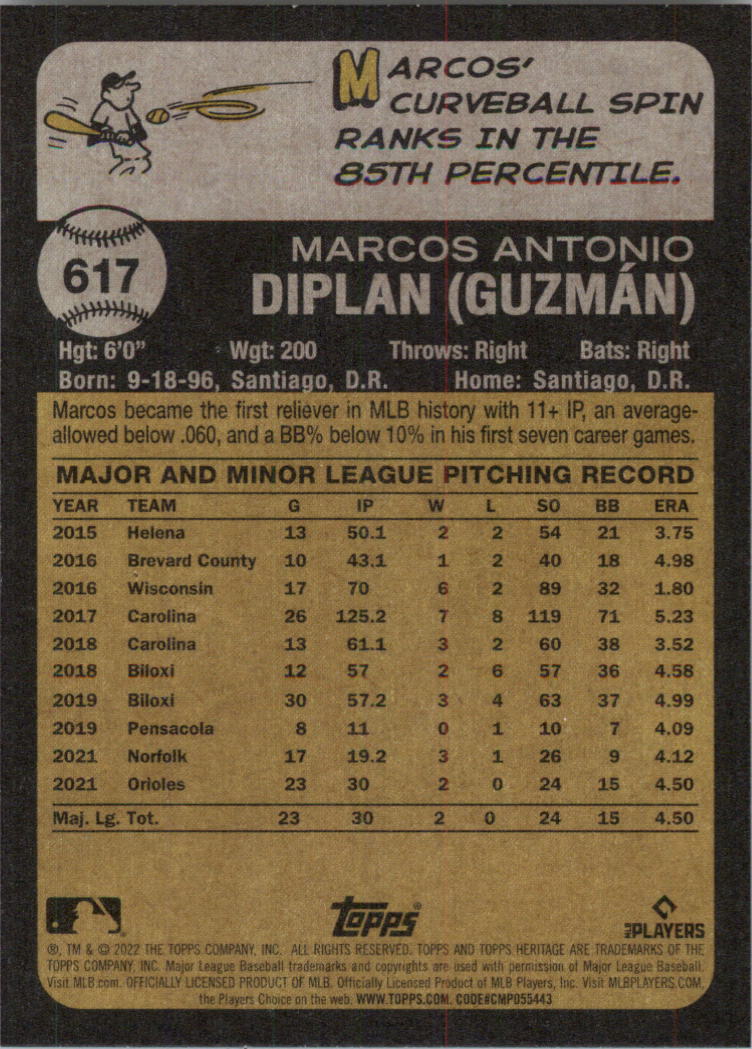 MARCOS'
CURVEBALL SPIN
RANKS IN THE
85TH PERCENTILE.
617
MARCOS ANTONIO
DIPLAN (GUZMÁN)
Hgt: 6'0" Wgt: 200 Throws: Right Bats: Right
Born: 9-18-96, Santiago, D.R. Home: Santiago, D.R.
Marcos became the first reliever in MLB history with 11+ IP, an average-
allowed below .060, and a BB% below 10% in his first seven career games.
MAJOR AND MINOR LEAGUE PITCHING RECORD
YEAR TEAM G IP W L SO BB ERA
2015 Helena 13 50.1 2 2 54 21 3.75
2016 Brevard County 10 43.1 1 2 40 18 4.98
2016 Wisconsin 17 70 6 2 89 32 1.80
2017 Carolina 26 125.2 7 8 119 71 5.23
2018 Carolina 13 61.1 3 2 60 38 3.52
2018 Biloxi 12 57 2 6 57 36 4.58
2019 Biloxi 30 57.2 3 4 63 37 4.99
2019 Pensacola 8 11 0 1 10 7 4.09
2021 Norfolk 17 19.2 3 1 26 9 4.12
2021 Orioles 23 30 2 0 24 15 4.50
Maj. Lg. Tot. 23 30 2 0 24 15 4.50
Topps®
MLB PLAYERS
®, TM & © 2022 THE TOPPS COMPANY, INC. ALL RIGHTS RESERVED. TOPPS AND TOPPS HERITAGE ARE TRADEMARKS OF THE
TOPPS COMPANY, INC. Major League Baseball trademarks and copyrights are used with permission of Major League Baseball.
Visit MLB.com. OFFICIALLY LICENSED PRODUCT OF MLB. Officially Licensed Product of MLB Players, Inc. Visit MLBPLAYERS.COM,
the Players Choice on the web. WWW.TOPPS.COM. CODE#CMP055443